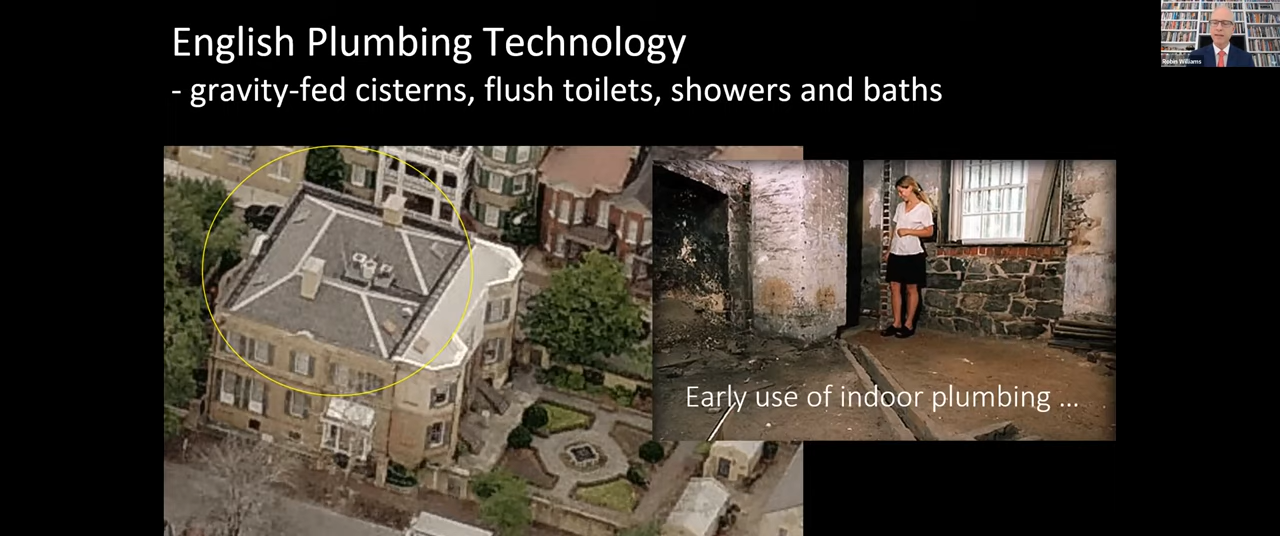 English Plumbing Technology
- gravity-fed cisterns, flush toilets, showers and baths
Robin Williams
Early use of indoor plumbing ...